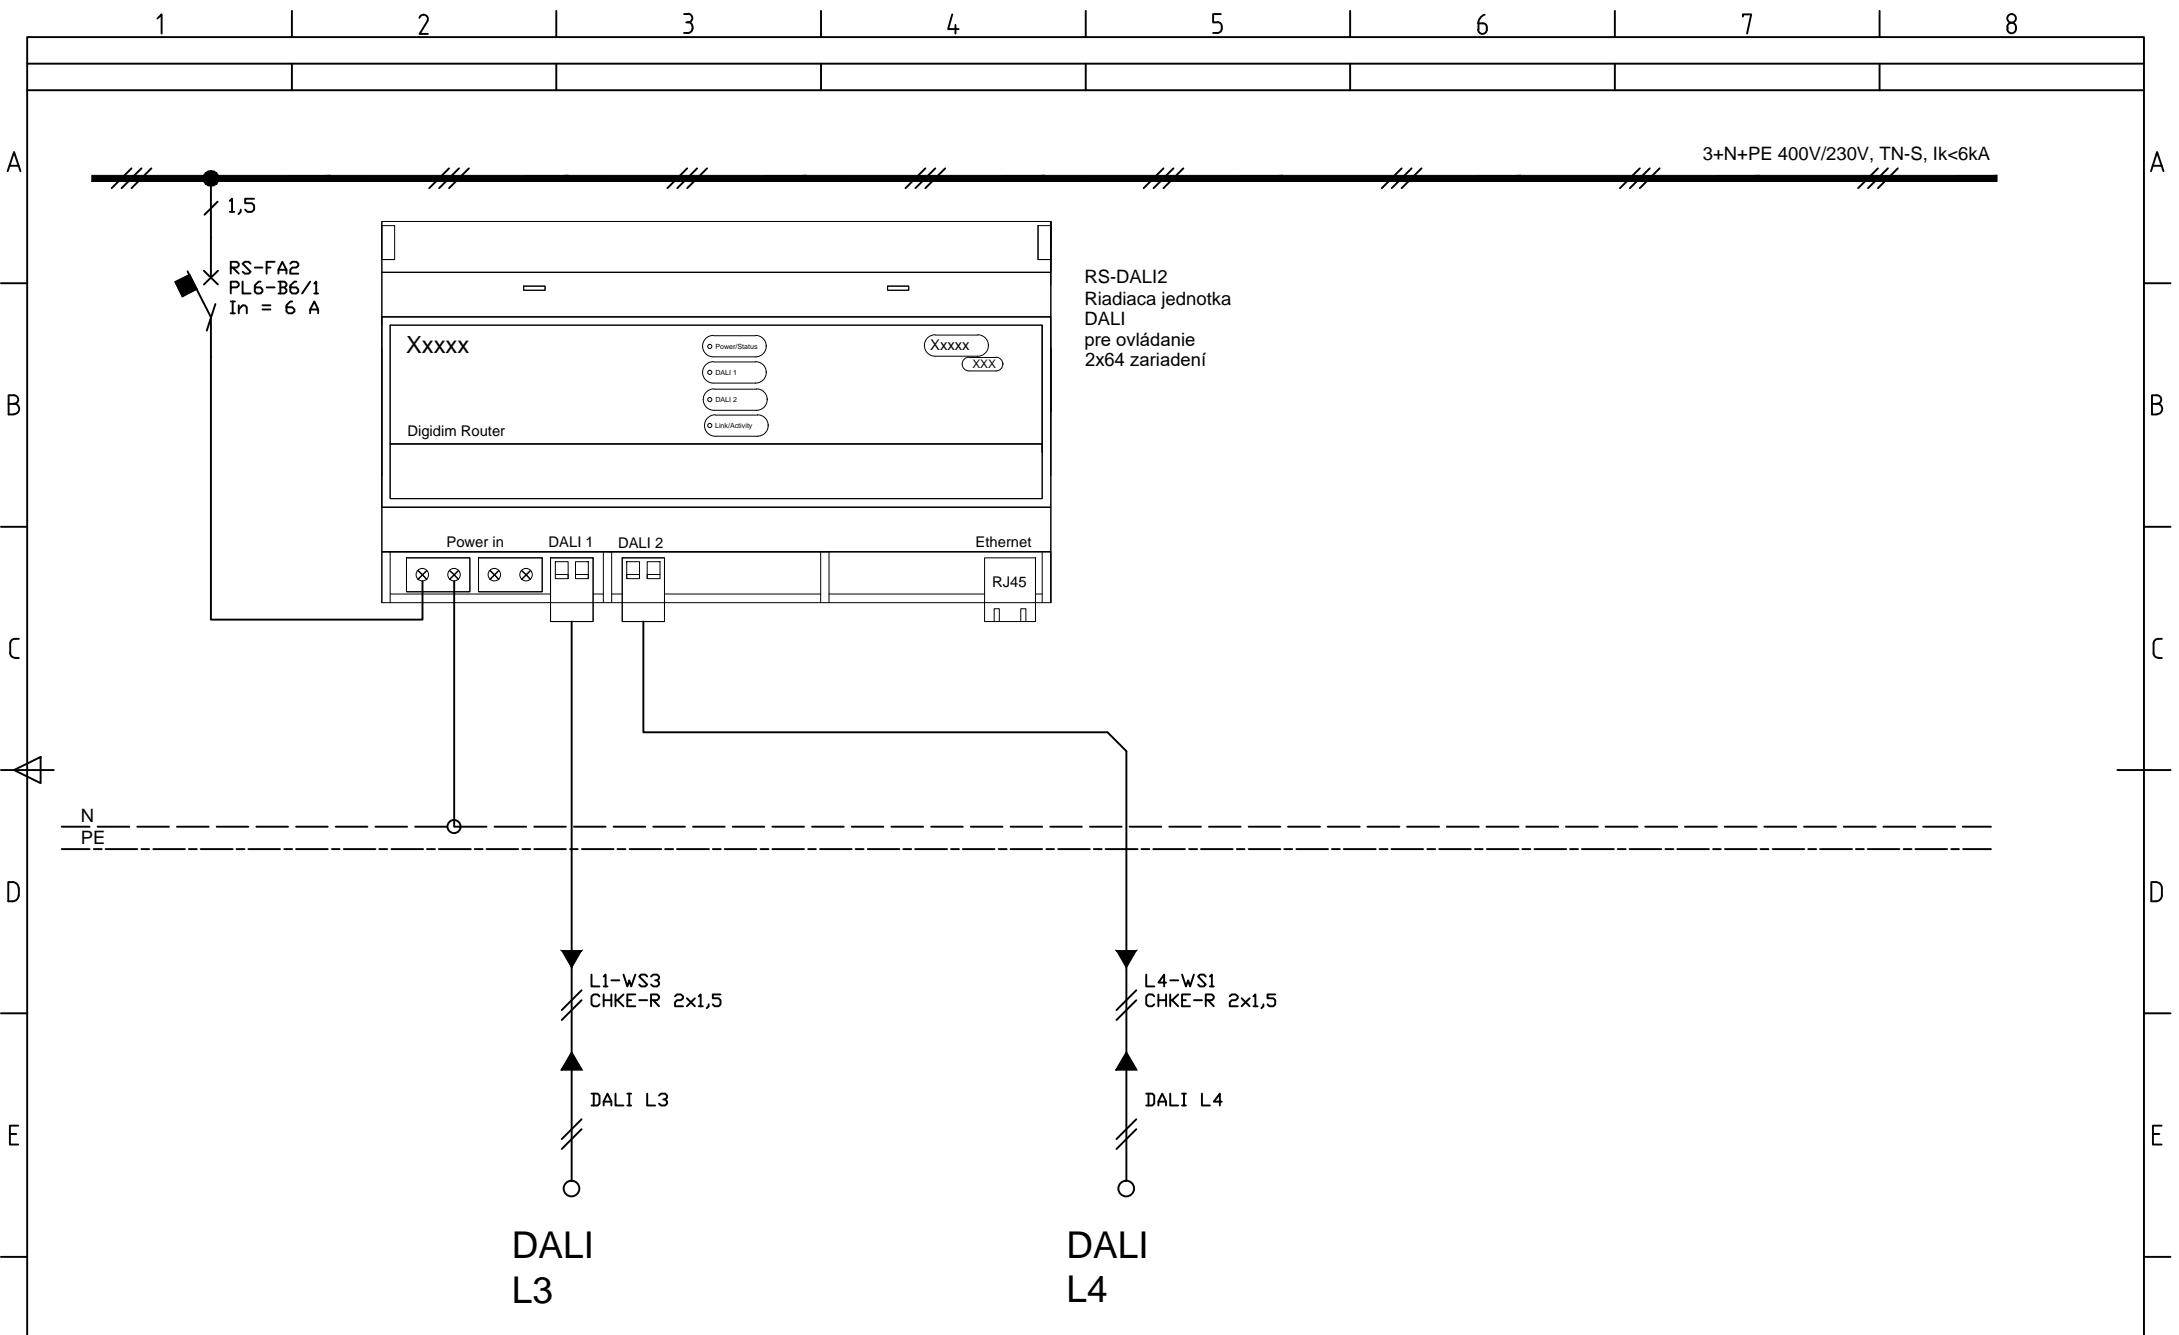 1 2 3 4 5 6 7 8
A A
3+N+PE 400V/230V, TN-S, Ik<6kA
1,5
RS-FA2
PL6-B6/1
In = 6 A
RS-DALI2
Riadiaca jednotka
DALI
pre ovládanie
2x64 zariadení
Xxxxx
Power/Status
DALI 1
DALI 2
Link/Activity
Xxxxx
XXX
Digidim Router
B B
Power in DALI 1 DALI 2 Ethernet
RJ45
C C
N
PE
D D
L1-WS3
CHKE-R 2x1,5
L4-WS1
CHKE-R 2x1,5
DALI L3
DALI L4
E E
DALI
L3
DALI
L4